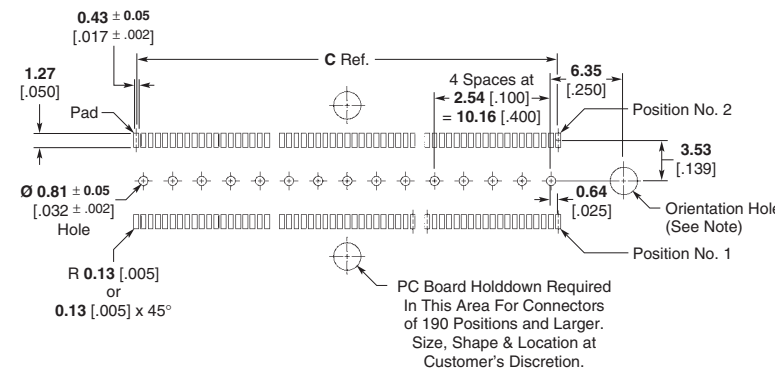 0.43 ± 0.05
[.017 ± .002]
C Ref.
1.27
[.050]
4 Spaces at
2.54 [.100]
= 10.16 [.400]
6.35
[.250]
Pad
Position No. 2
3.53
[.139]
Ø 0.81 ± 0.05
[.032 ± .002]
Hole
0.64
[.025]
Orientation Hole
(See Note)
Position No. 1
R 0.13 [.005]
or
0.13 [.005] x 45°
PC Board Holddown Required
In This Area For Connectors
of 190 Positions and Larger.
Size, Shape & Location at
Customer's Discretion.